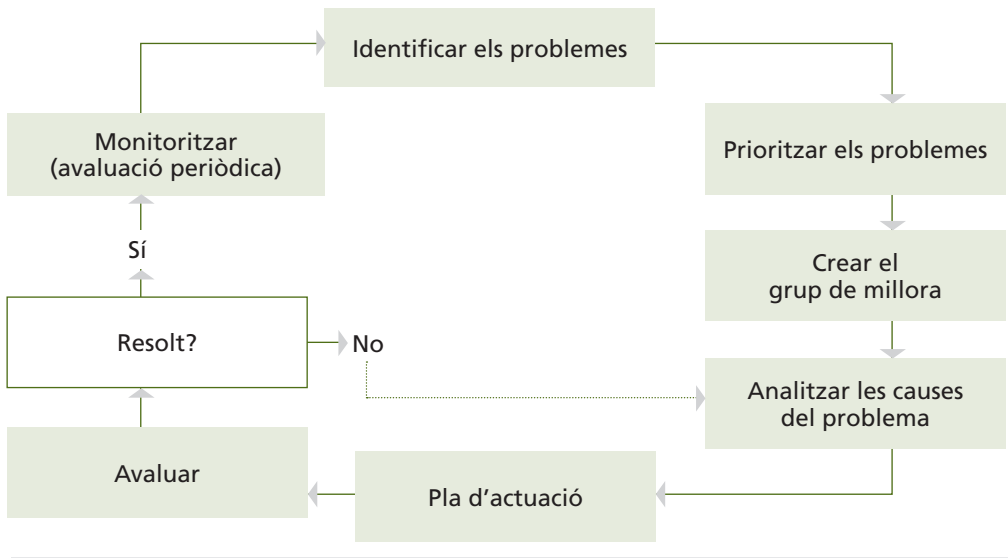 Identificar els problemes
Prioritzar els problemes
Crear el
grup de millora
Analitzar les causes
del problema
Pla d'actuació
Avaluar
Resolt?
No
Sí
Monitoritzar
(avaluació periòdica)